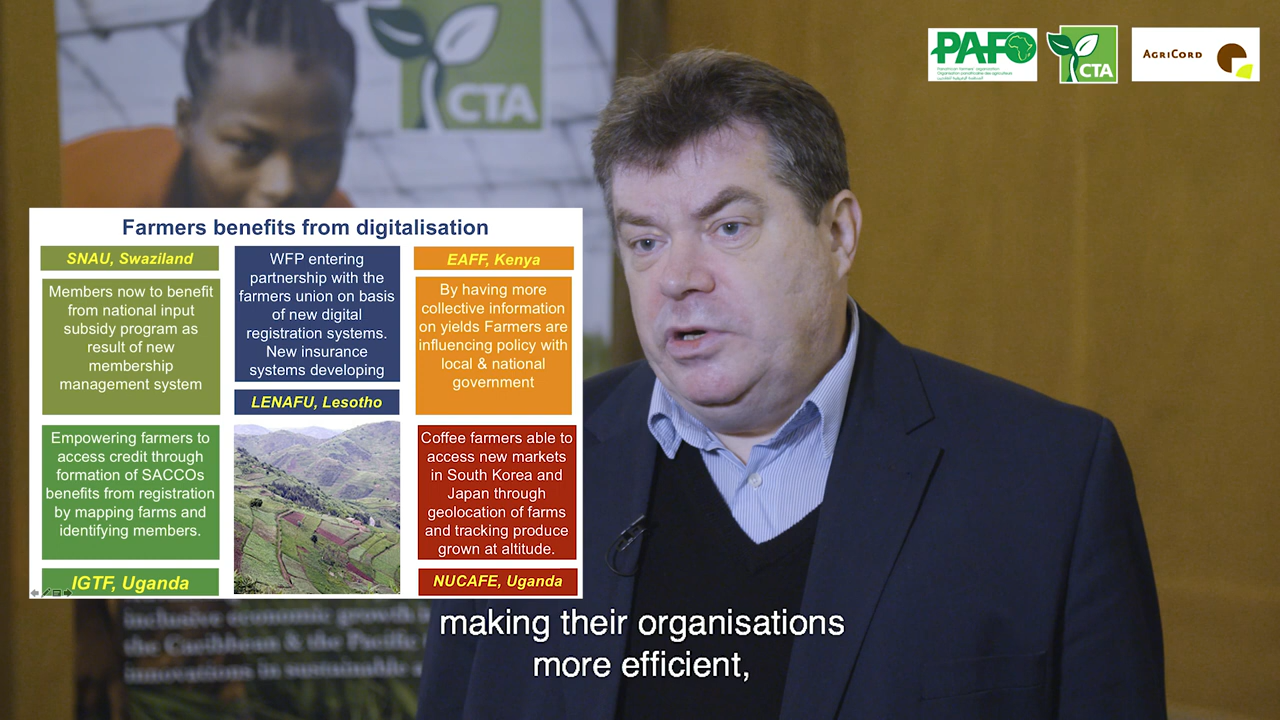 PAFO
CTA
AGRICORD
CTA
Farmers benefits from digitalisation
SNAU, Swaziland
Members now to benefit
from national input
subsidy program as
result of new
membership
management system
WFP entering
partnership with the
farmers union on basis
of new digital
registration systems.
New insurance
systems developing
LENAFU, Lesotho
EAFF, Kenya
By having more
collective information
on yields Farmers are
influencing policy with
local & national
government
Empowering farmers to
access credit through
formation of SACCOs
benefits from registration
by mapping farms and
identifying members.
IGTF, Uganda
Coffee farmers able to
access new markets
in South Korea and
Japan through
geolocation of farms
and tracking produce
grown at altitude.
NUCAFE, Uganda
inclusive economic growth
the Caribbean & the Pacific
innovations in sustainable
making their organisations
more efficient,